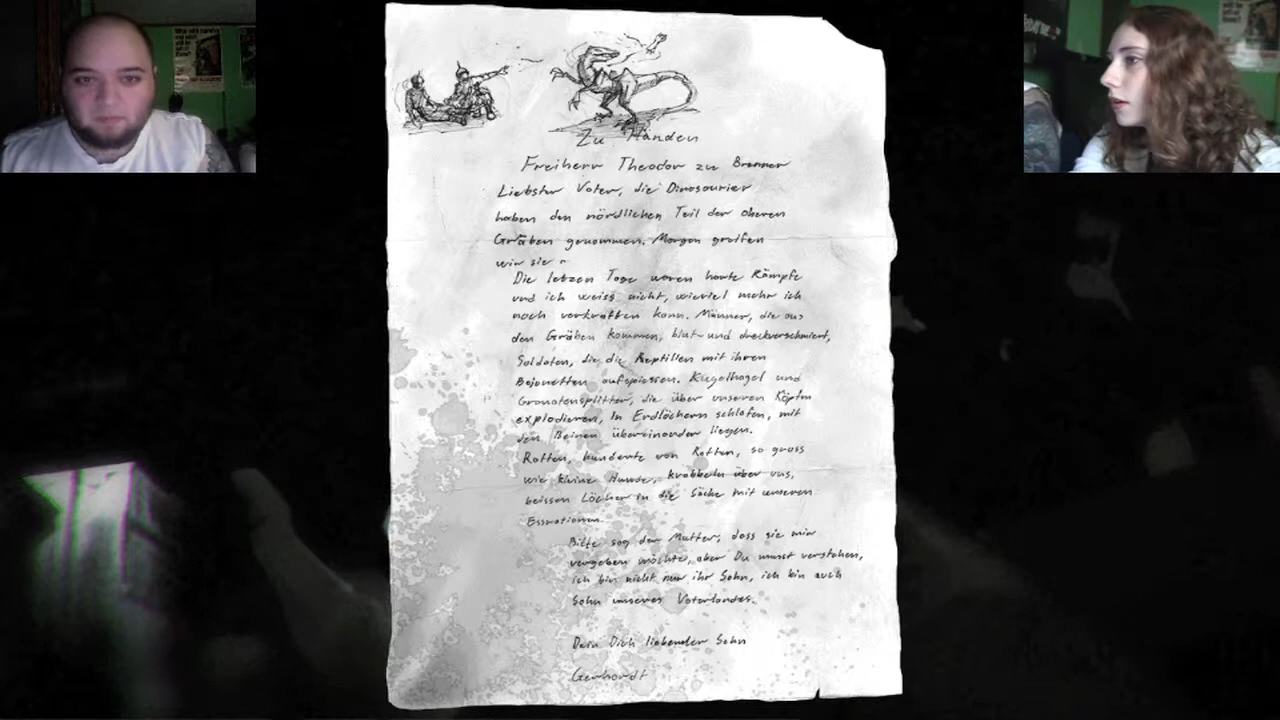 Zu Händen
Freiherr Theodor zu Brenner
Liebster Vater, die Dinosaurier
haben den nördlichen Teil der oberen
Gräben genommen. Morgen greifen
wir sie
Die letzen Tage waren harte Kämpfe
und ich weiss nicht, wieviel mehr ich
noch verkraften kann. Männer, die aus
den Gräben kommen, blut- und dreckverschmiert,
Soldaten, die die Reptilien mit ihren
Bajonetten aufspiessen. Kugelhagel und
Granatensplitter, die über unseren Köpfen
explodieren, In Erdlöchern schlafen, mit
den Beinen übereinander liegen.
Ratten, hunderte von Ratten, so gross
wie kleine Hunde, krabbeln über uns,
beissen Löcher in die Säcke mit unseren
Essrationen.
Bitte sag der Mutter, dass sie mir
vergeben möchte, aber Du musst verstehen,
ich bin nicht nur ihr Sohn, ich bin auch
Sohn unseres Vaterlandes.
Dein Dich liebender Sohn
Gerhardt